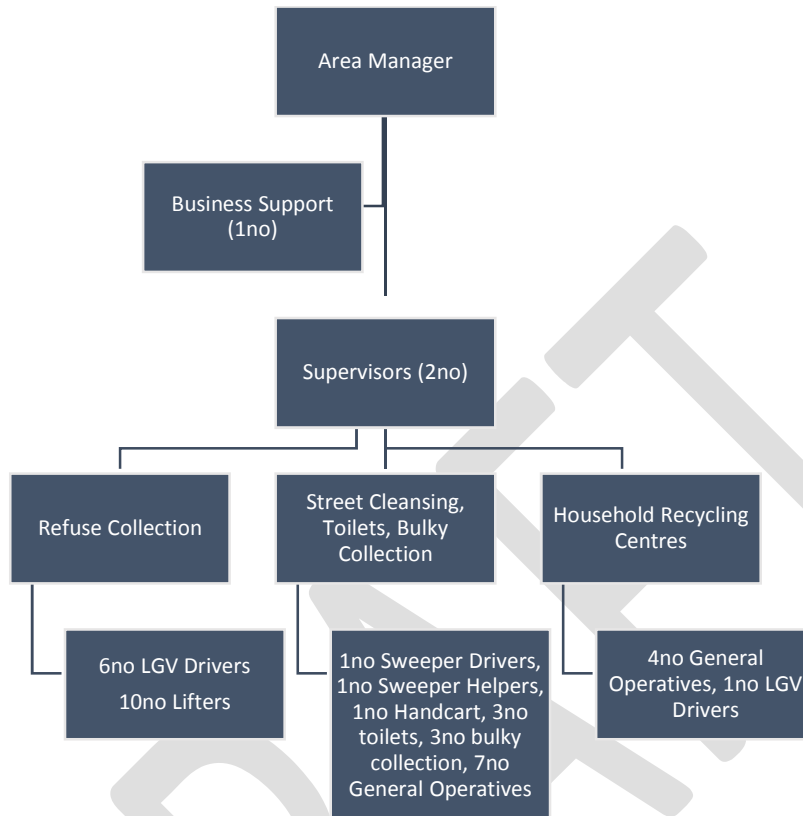 Area Manager
Business Support
(1no)
Supervisors (2no)
Refuse Collection
Street Cleansing,
Toilets, Bulky
Collection
Household Recycling
Centres
6no LGV Drivers
10no Lifters
1no Sweeper Drivers,
1no Sweeper Helpers,
1no Handcart, 3no
toilets, 3no bulky
collection, 7no
General Operatives
4no General
Operatives, 1no LGV
Drivers
DRAFT